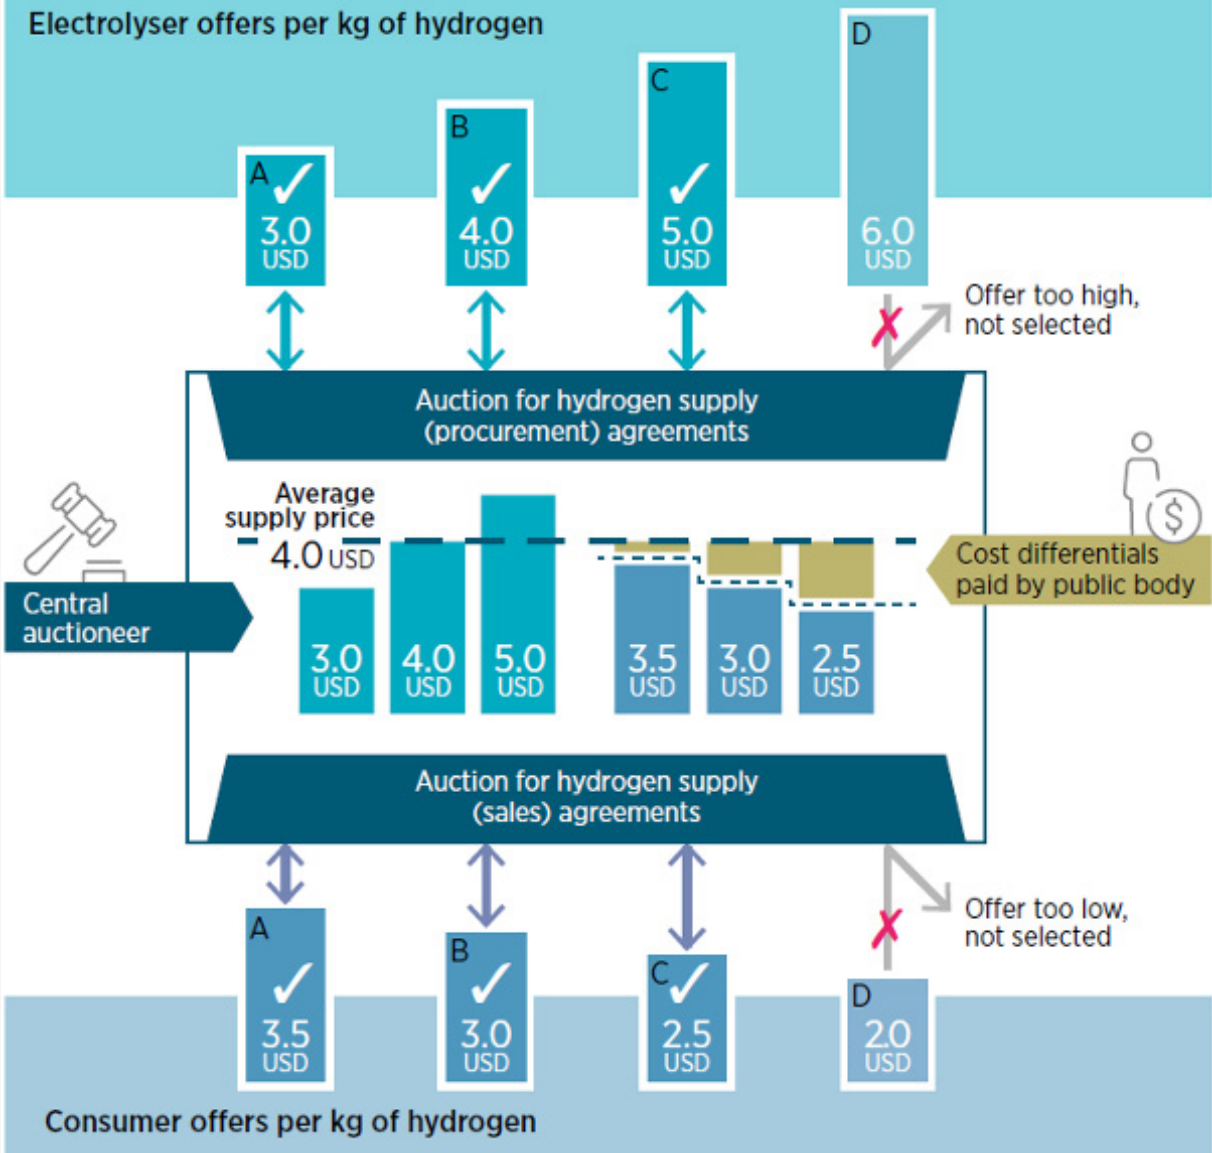 Electrolyser offers per kg of hydrogen
A
3.0
USD
B
4.0
USD
C
5.0
USD
D
6.0
USD
Offer too high,
not selected
Auction for hydrogen supply
(procurement) agreements
Average
supply price
4.0 USD
Central
auctioneer
3.0
USD
4.0
USD
5.0
USD
3.5
USD
3.0
USD
2.5
USD
$
Cost differentials
paid by public body
Auction for hydrogen supply
(sales) agreements
A
3.5
USD
B
3.0
USD
C
2.5
USD
D
2.0
USD
Offer too low,
not selected
Consumer offers per kg of hydrogen